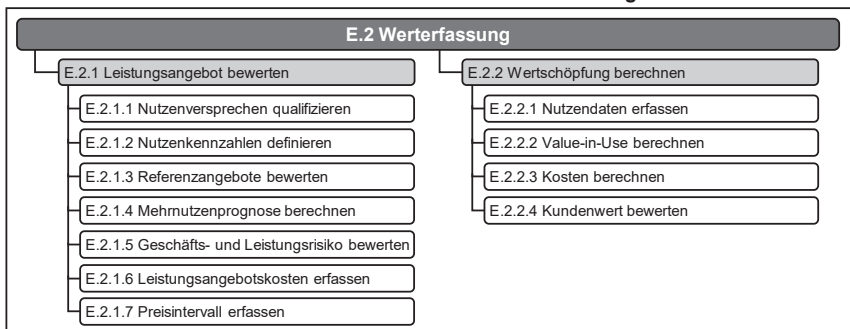 E.2 Werterfassung
E.2.1 Leistungsangebot bewerten
E.2.1.1 Nutzenversprechen qualifizieren
E.2.1.2 Nutzenkennzahlen definieren
E.2.1.3 Referenzangebote bewerten
E.2.1.4 Mehrnutzenprognose berechnen
E.2.1.5 Geschäfts- und Leistungsrisiko bewerten
E.2.1.6 Leistungsangebotskosten erfassen
E.2.1.7 Preisintervall erfassen
E.2.2 Wertschöpfung berechnen
E.2.2.1 Nutzendaten erfassen
E.2.2.2 Value-in-Use berechnen
E.2.2.3 Kosten berechnen
E.2.2.4 Kundenwert bewerten